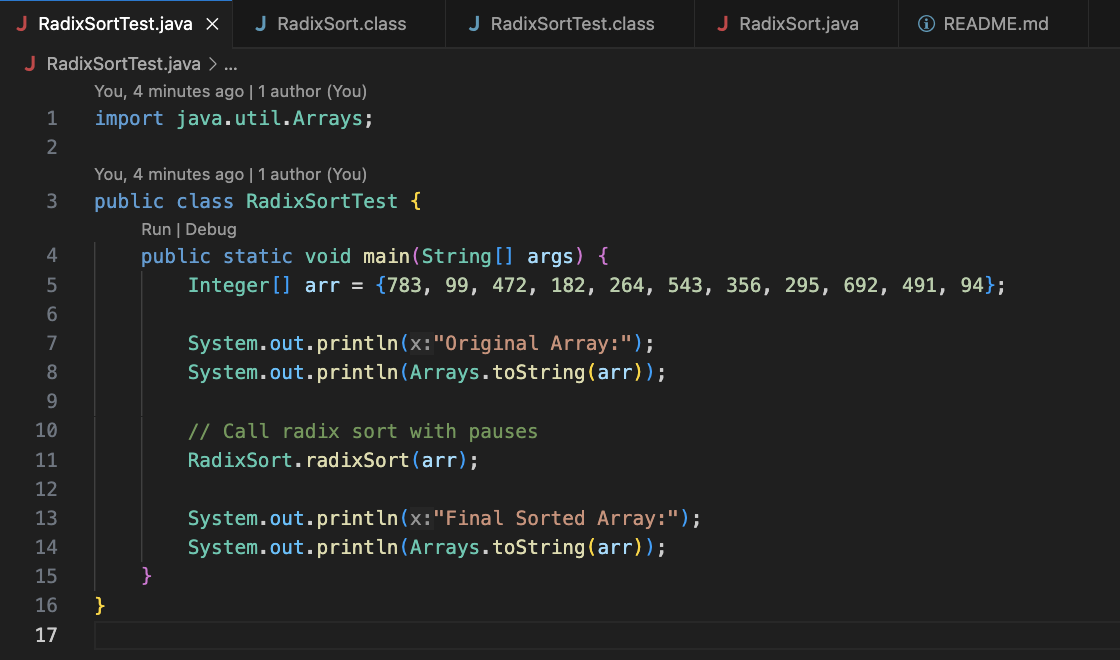 J RadixSortTest.java × J RadixSort.class J RadixSortTest.class J RadixSort.java README.md
J RadixSortTest.java > ...
You, 4 minutes ago | 1 author (You)
1 import java.util.Arrays;
2
You, 4 minutes ago | 1 author (You)
3 public class RadixSortTest {
Run | Debug
4 public static void main(String[] args) {
5 Integer[] arr = {783, 99, 472, 182, 264, 543, 356, 295, 692, 491, 94};
6
7 System.out.println(x:"Original Array:");
8 System.out.println(Arrays.toString(arr));
9
10 // Call radix sort with pauses
11 RadixSort.radixSort(arr);
12
13 System.out.println(x:"Final Sorted Array:");
14 System.out.println(Arrays.toString(arr));
15 }
16 }
17